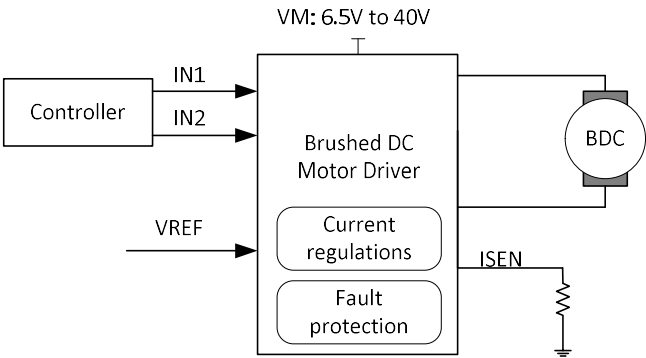 VM: 6.5V to 40V
IN1
Controller
IN2
Brushed DC
Motor Driver
BDC
VREF
Current
regulations
ISEN
Fault
protection